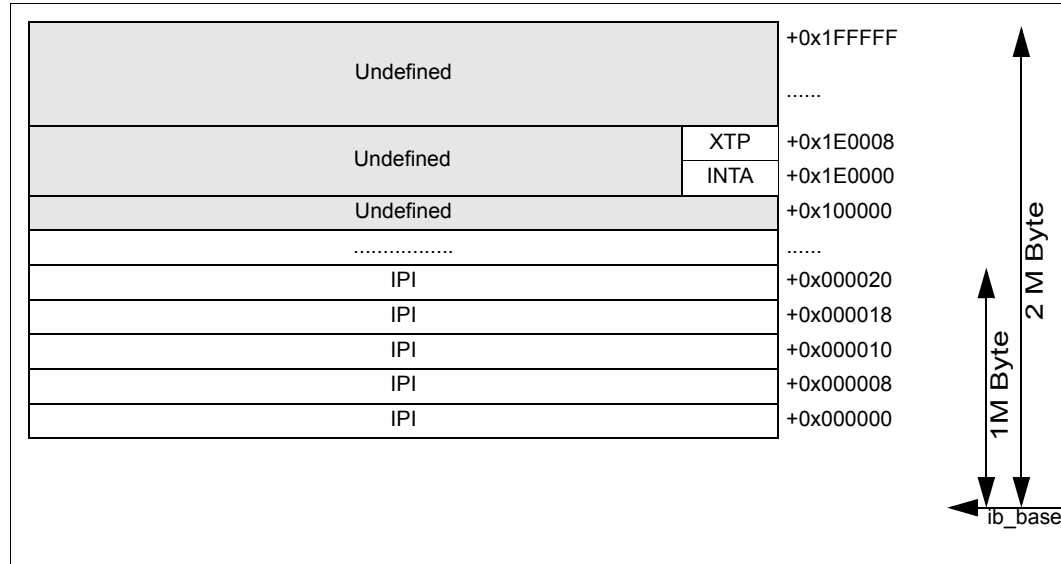 +0x1FFFFF
Undefined
......
XTP +0x1E0008
Undefined
INTA +0x1E0000
Undefined +0x100000
................. ......
IPI +0x000020
IPI +0x000018
IPI +0x000010
IPI +0x000008
IPI +0x000000
1M Byte
2 M Byte
ib_base